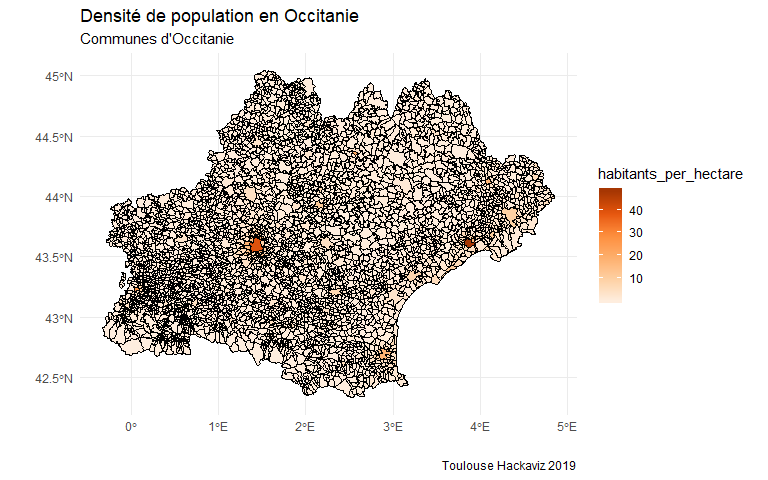 Densité de population en Occitanie
Communes d'Occitanie
45°N
44.5°N
44°N
43.5°N
43°N
42.5°N
0°
1°E
2°E
3°E
4°E
5°E
habitants_per_hectare
40
30
20
10
Toulouse Hackaviz 2019